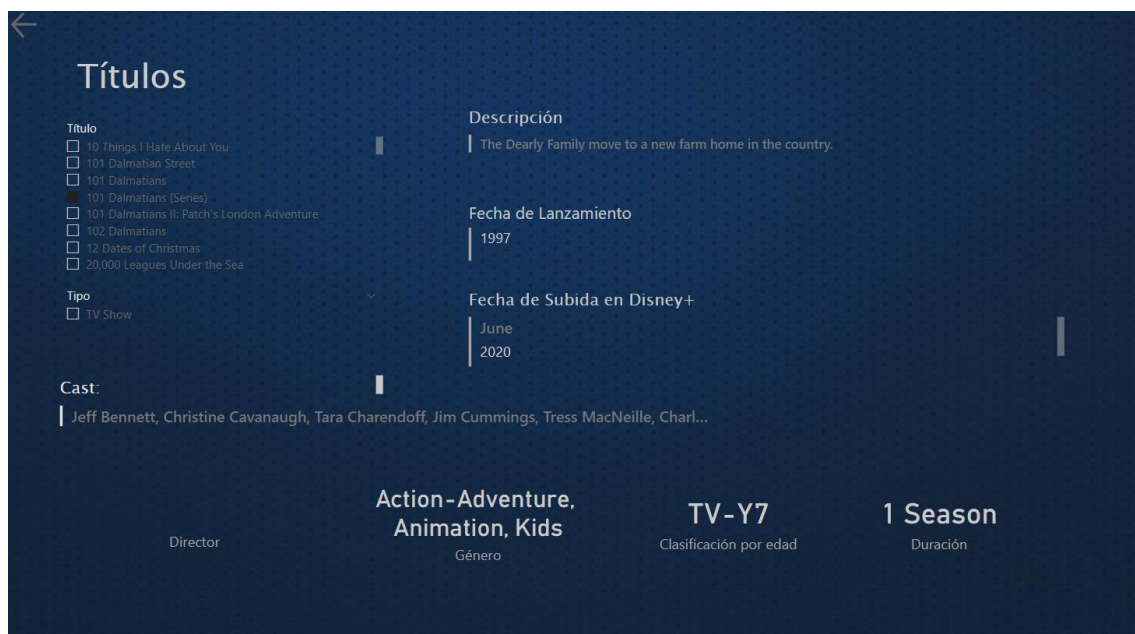 Títulos
Título
10 Things I Hate About You
101 Dalmatian Street
101 Dalmatians
101 Dalmatians (Series)
101 Dalmatians II: Patch's London Adventure
102 Dalmatians
12 Dates of Christmas
20,000 Leagues Under the Sea
Tipo
TV Show
Descripción
The Dearly Family move to a new farm home in the country.
Fecha de Lanzamiento
1997
Fecha de Subida en Disney+
June
2020
Cast:
Jeff Bennett, Christine Cavanaugh, Tara Charendoff, Jim Cummings, Tress MacNeille, Charl...
Director
Action-Adventure,
Animation, Kids
Género
TV-Y7
Clasificación por edad
1 Season
Duración